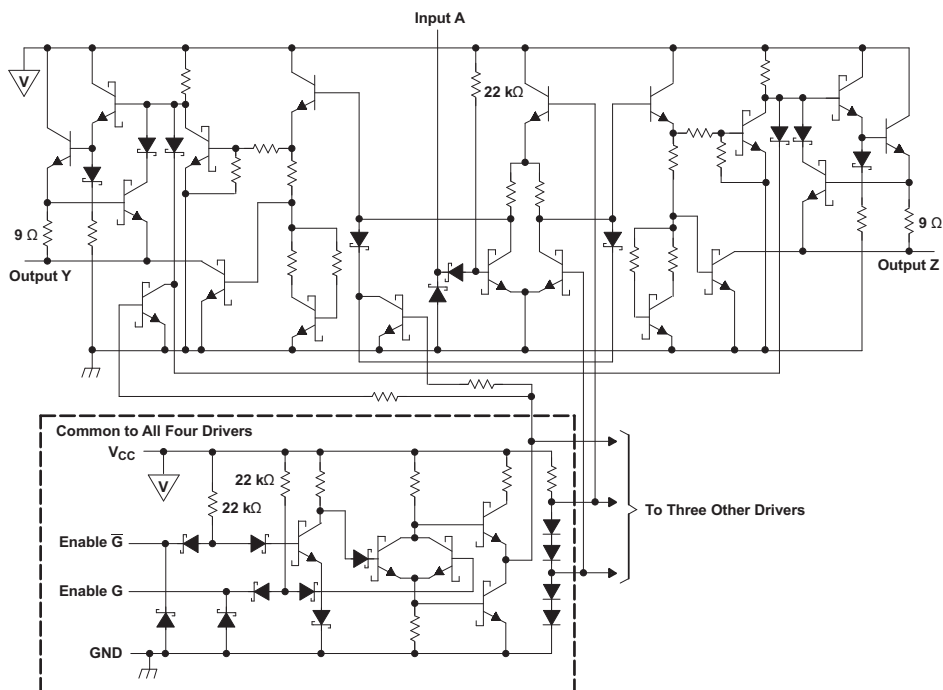 Input A
V
22 kΩ
9 Ω
9 Ω
Output Y
Output Z
Common to All Four Drivers
VCC
V
22 kΩ
22 kΩ
To Three Other Drivers
Enable G̅
Enable G
GND